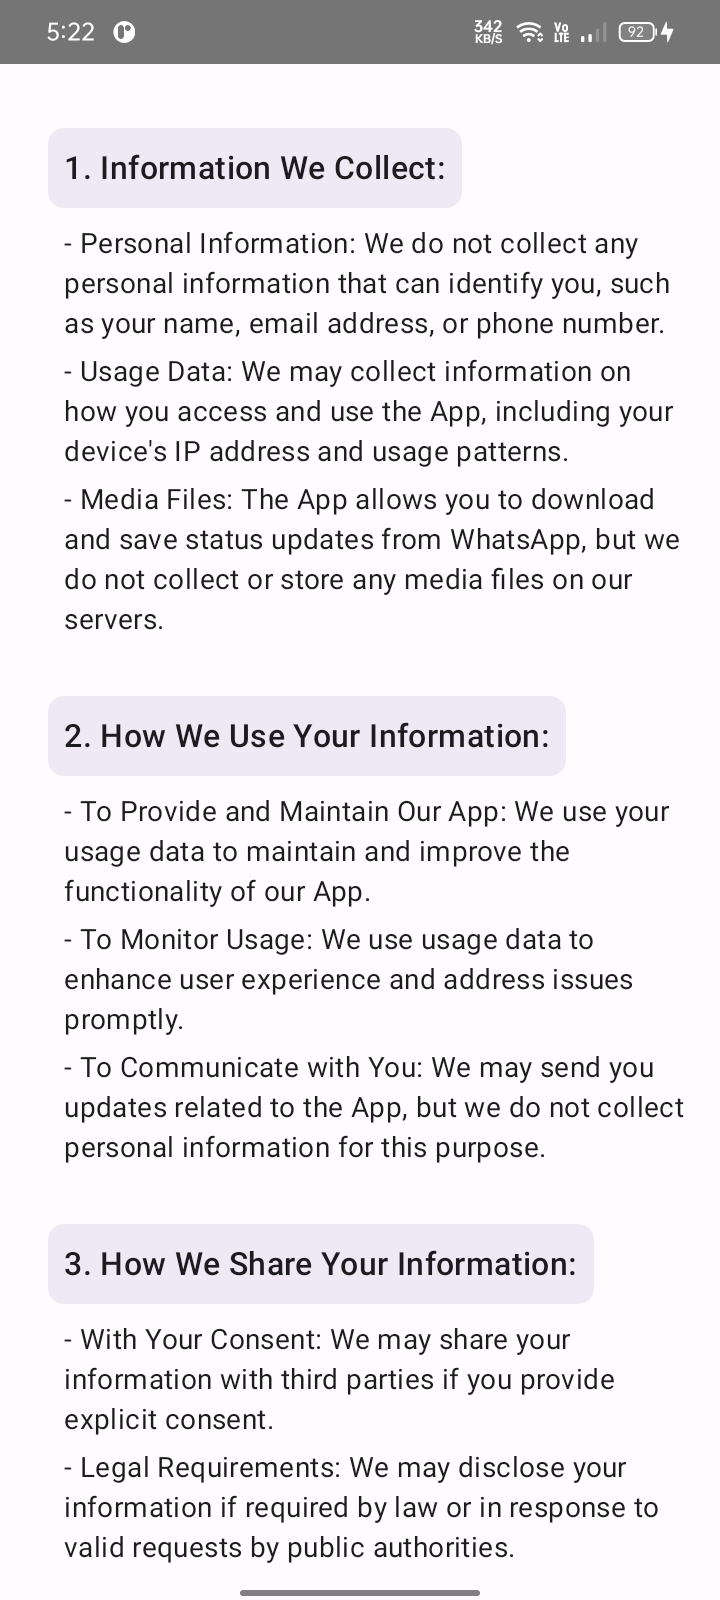 5:22
342
KB/S
Vo
LTE
92
1. Information We Collect:
- Personal Information: We do not collect any
personal information that can identify you, such
as your name, email address, or phone number.
- Usage Data: We may collect information on
how you access and use the App, including your
device's IP address and usage patterns.
- Media Files: The App allows you to download
and save status updates from WhatsApp, but we
do not collect or store any media files on our
servers.
2. How We Use Your Information:
- To Provide and Maintain Our App: We use your
usage data to maintain and improve the
functionality of our App.
- To Monitor Usage: We use usage data to
enhance user experience and address issues
promptly.
- To Communicate with You: We may send you
updates related to the App, but we do not collect
personal information for this purpose.
3. How We Share Your Information:
- With Your Consent: We may share your
information with third parties if you provide
explicit consent.
- Legal Requirements: We may disclose your
information if required by law or in response to
valid requests by public authorities.